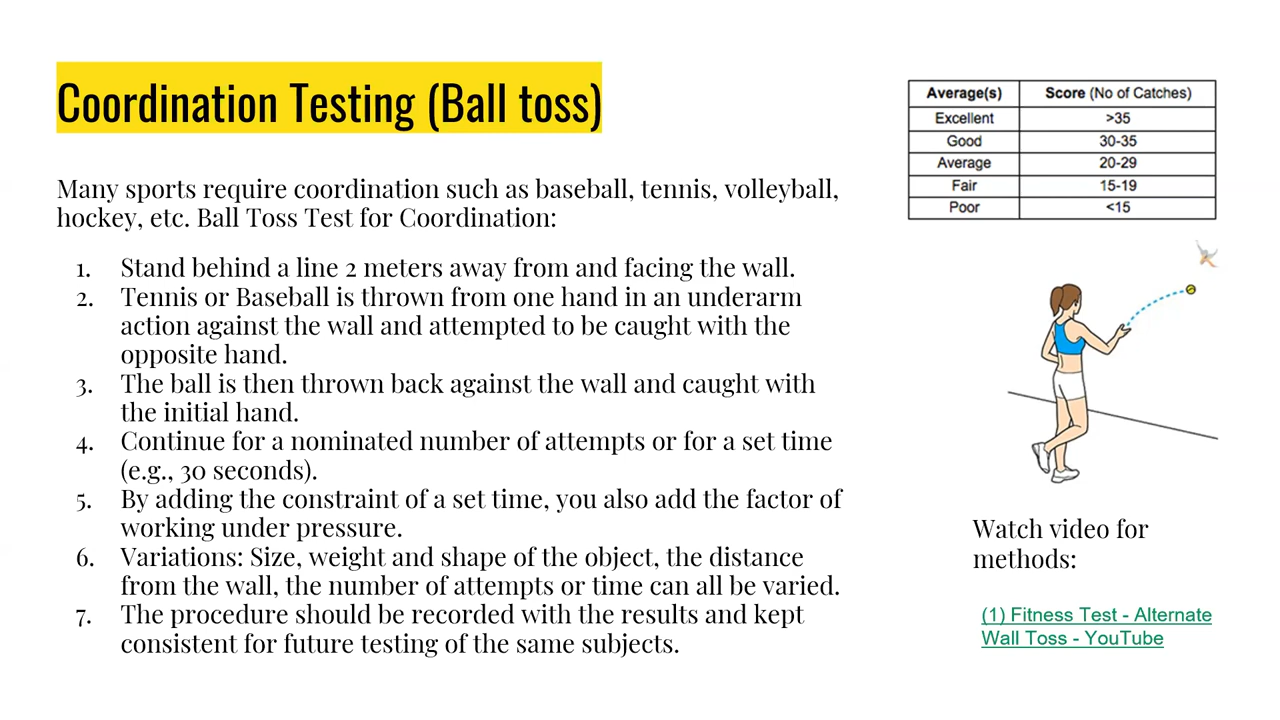 Coordination Testing (Ball toss)
Many sports require coordination such as baseball, tennis, volleyball,
hockey, etc. Ball Toss Test for Coordination:
1. Stand behind a line 2 meters away from and facing the wall.
2. Tennis or Baseball is thrown from one hand in an underarm
action against the wall and attempted to be caught with the
opposite hand.
3. The ball is then thrown back against the wall and caught with
the initial hand.
4. Continue for a nominated number of attempts or for a set time
(e.g., 30 seconds).
5. By adding the constraint of a set time, you also add the factor of
working under pressure.
6. Variations: Size, weight and shape of the object, the distance
from the wall, the number of attempts or time can all be varied.
7. The procedure should be recorded with the results and kept
consistent for future testing of the same subjects.
Average(s) Score (No of Catches)
Excellent >35
Good 30-35
Average 20-29
Fair 15-19
Poor <15
Watch video for
methods:
(1) Fitness Test - Alternate
Wall Toss - YouTube